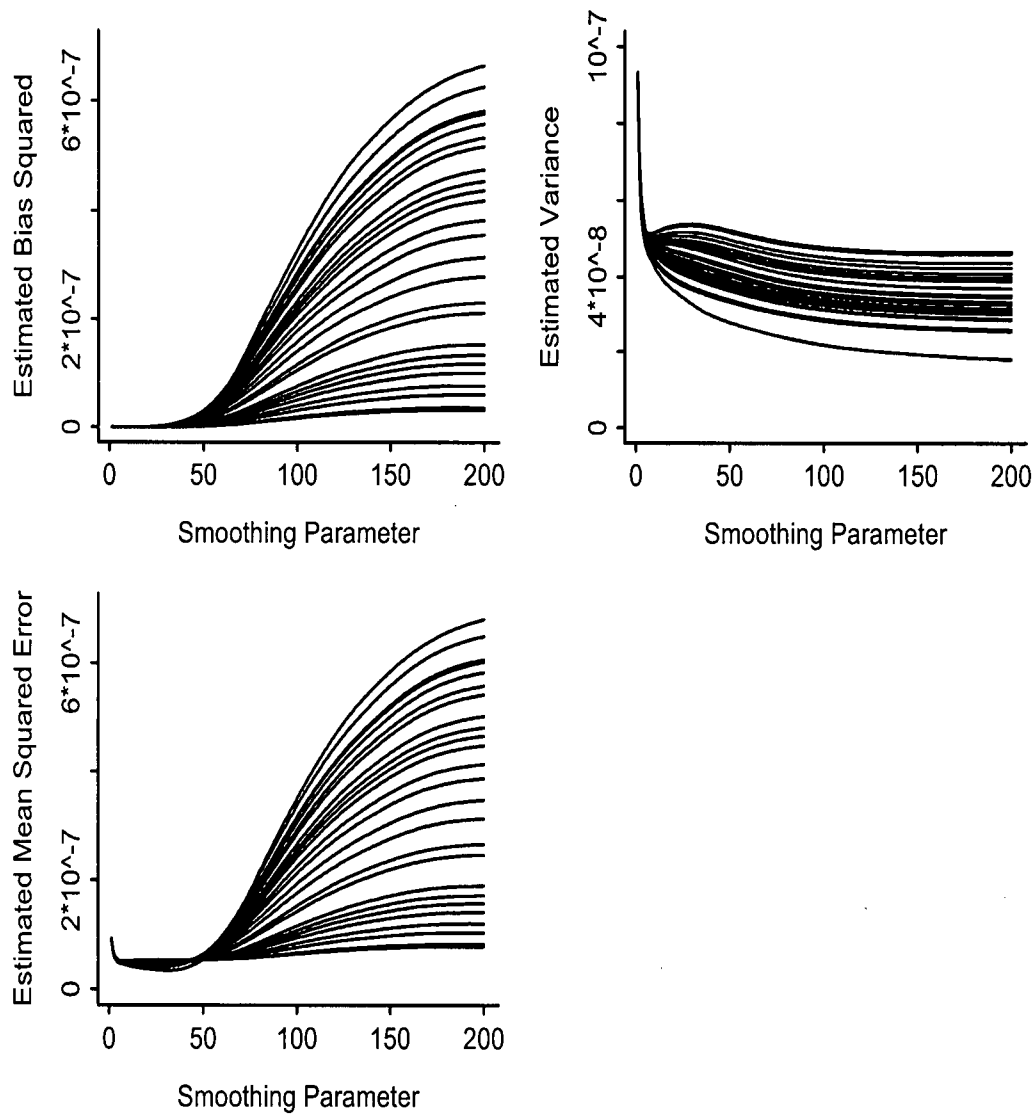 Estimated Bias Squared
6*10^-7
2*10^-7
0
0 50 100 150 200
Smoothing Parameter
Estimated Variance
10^-7
4*10^-8
0
0 50 100 150 200
Smoothing Parameter
Estimated Mean Squared Error
6*10^-7
2*10^-7
0
0 50 100 150 200
Smoothing Parameter